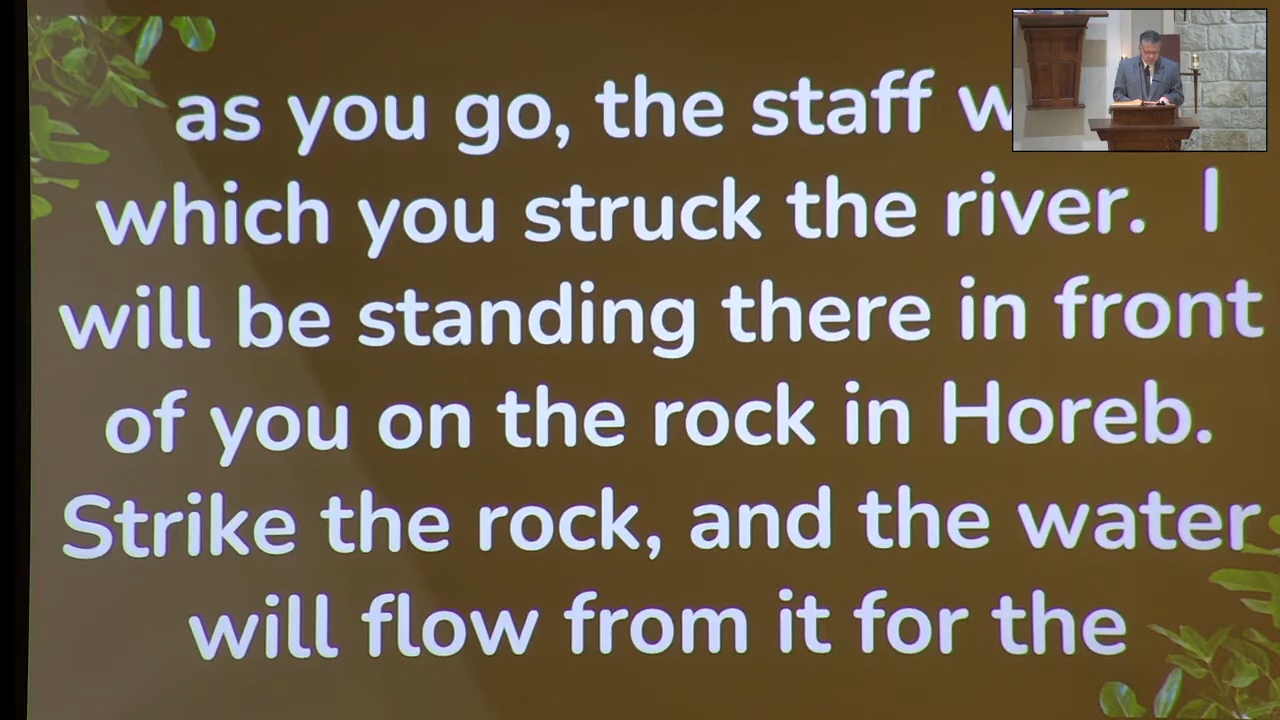 as you go, the staff
which you struck the river. I
will be standing there in front
of you on the rock in Horeb.
Strike the rock, and the water
will flow from it for the